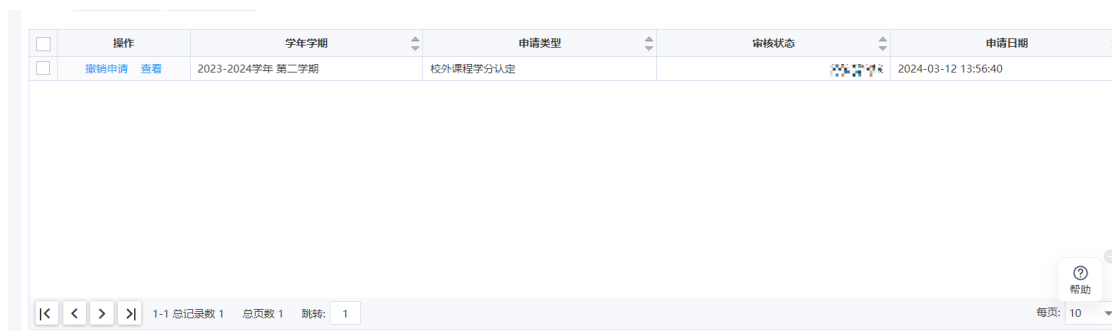 操作 学年学期 申请类型 审核状态 申请日期
撤销申请 查看 2023-2024学年 第二学期 校外课程学分认定 2024-03-12 13:56:40
帮助
1-1 总记录数 1 总页数 1 跳转: 1 每页: 10